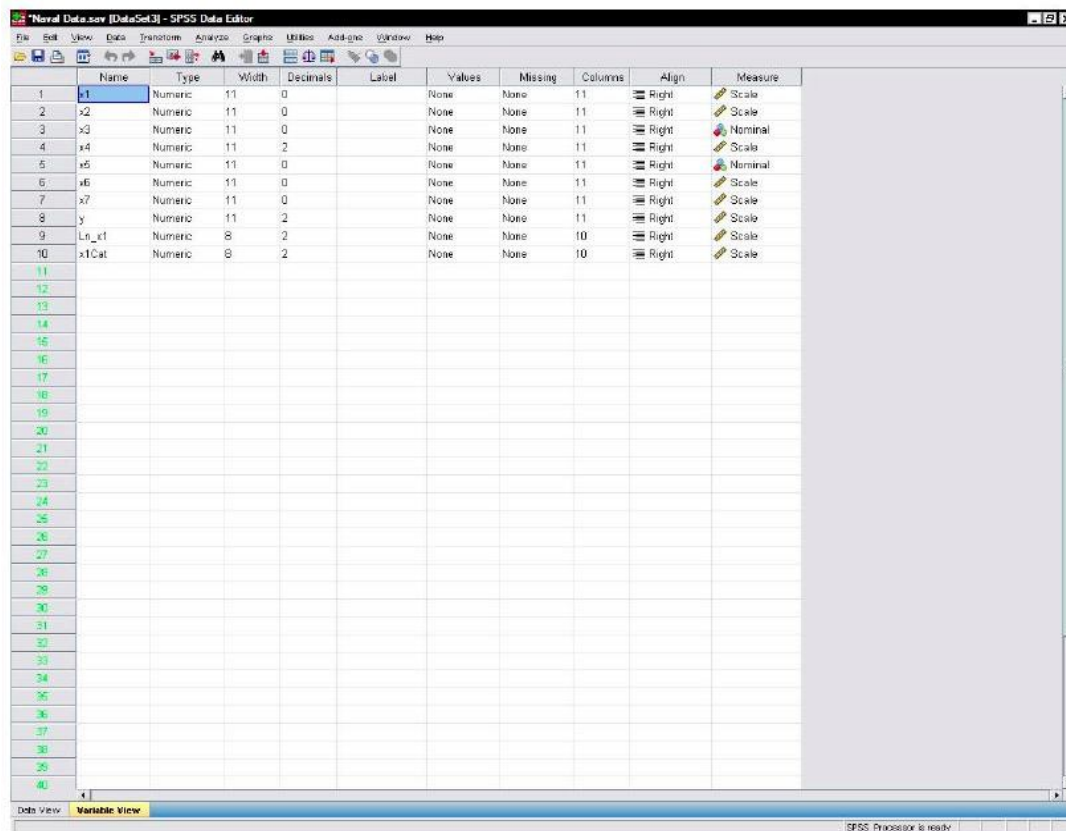 *Naval Data.sav [DataSet3] - SPSS Data Editor
File Edit View Data Transform Analyze Graphs Utilities Add-ons Window Help
Name Type Width Decimals Label Values Missing Columns Align Measure
1 x1 Numeric 11 0 None None 11 Right Scale
2 x2 Numeric 11 0 None None 11 Right Scale
3 x3 Numeric 11 0 None None 11 Right Nominal
4 x4 Numeric 11 2 None None 11 Right Scale
5 x5 Numeric 11 0 None None 11 Right Nominal
6 x6 Numeric 11 0 None None 11 Right Scale
7 x7 Numeric 11 0 None None 11 Right Scale
8 y Numeric 11 2 None None 11 Right Scale
9 Ln_x1 Numeric 8 2 None None 10 Right Scale
10 x1Cat Numeric 8 2 None None 10 Right Scale
11
12
13
14
15
16
17
18
19
20
21
22
23
24
25
26
27
28
29
30
31
32
33
34
35
36
37
38
39
40
Data View Variable View
SPSS Processor is ready